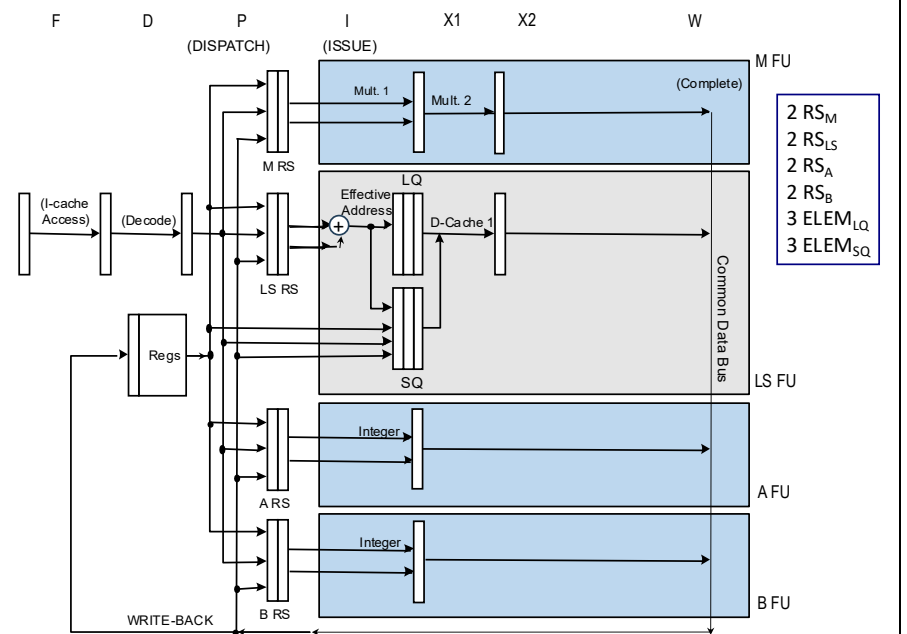 F D P I X1 X2 W
(DISPATCH) (ISSUE)
M FU
(Complete)
Mult. 1
Mult. 2
M RS
2 RSM
2 RSLS
2 RSA
2 RSB
3 ELEMLQ
3 ELEMSQ
(I-cache
Access)
(Decode)
Effective
Address
LQ
+
D-Cache 1
LS RS
Regs
SQ
Common Data Bus
LS FU
Integer
A RS
A FU
Integer
B RS
B FU
WRITE-BACK